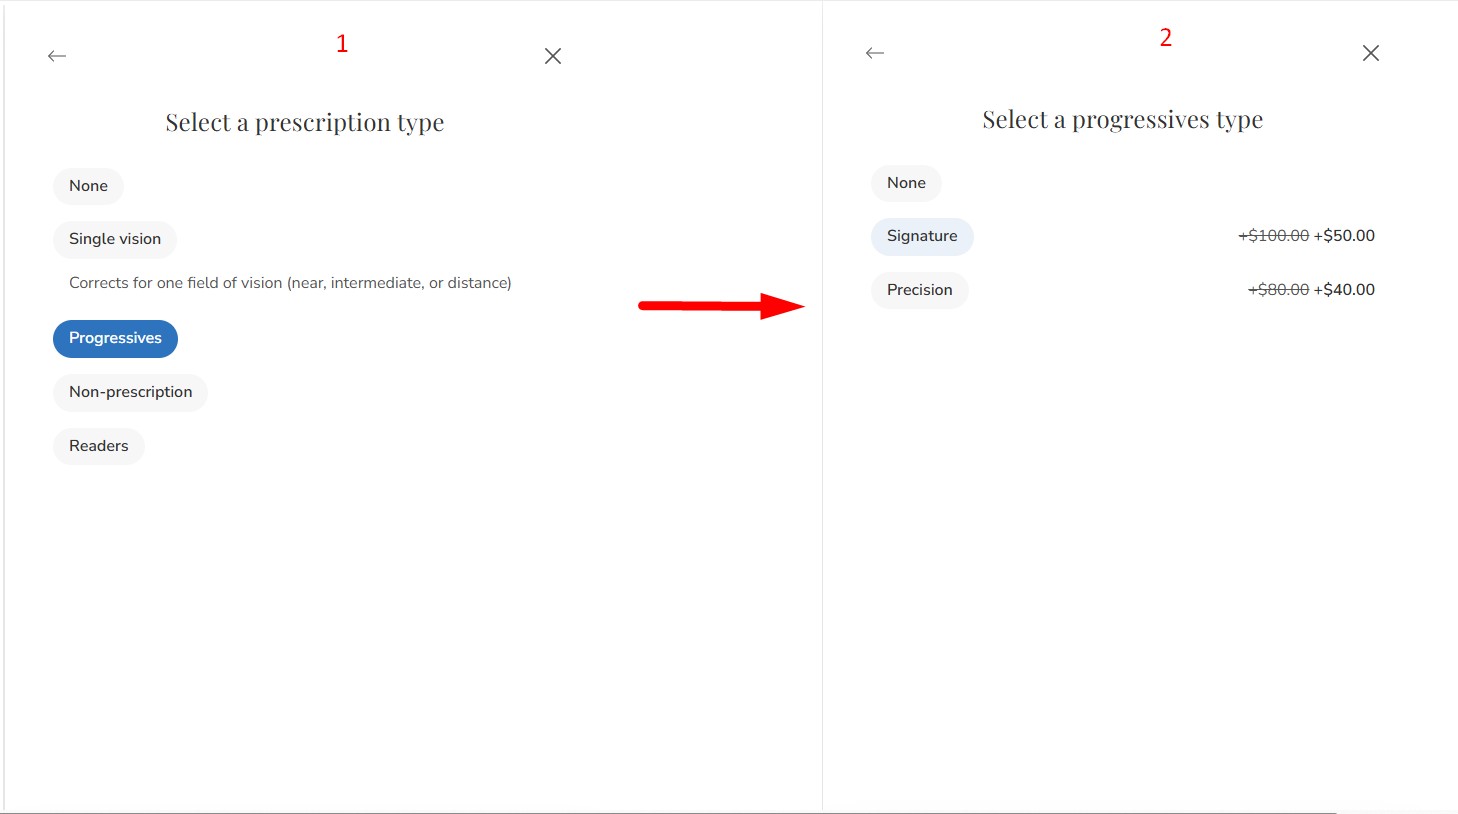 1
Select a prescription type
None
Single vision
Corrects for one field of vision (near, intermediate, or distance)
Progressives
Non-prescription
Readers
2
Select a progressives type
None
Signature +$100.00 +$50.00
Precision +$80.00 +$40.00